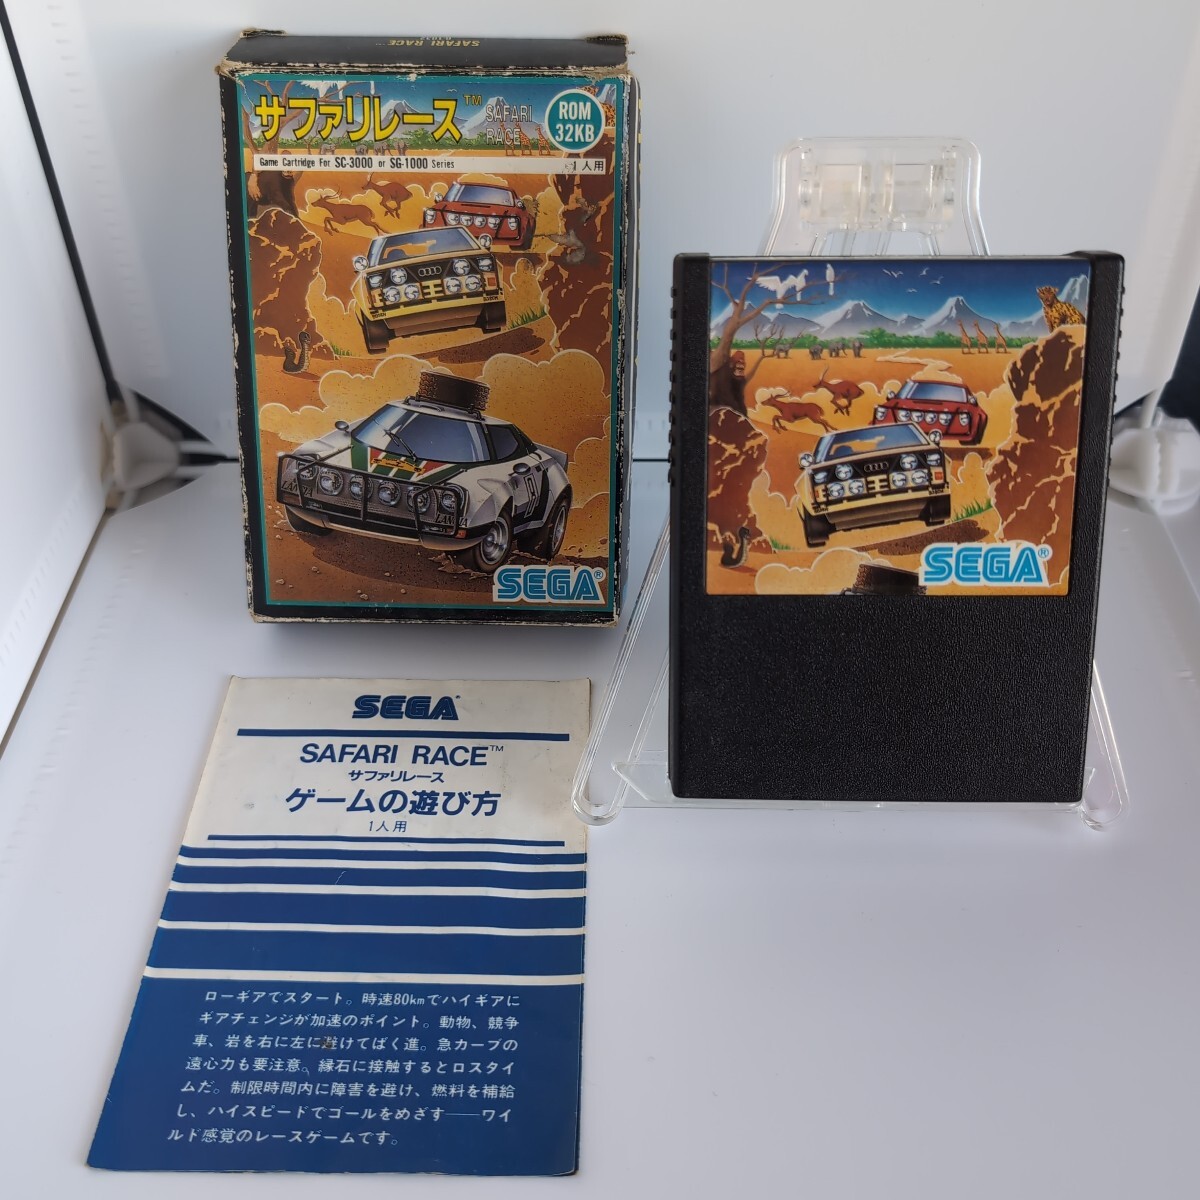 SAFARI RACE™
サファリレース™
SAFARI
RACE
ROM
32KB
Game Cartridge For SC-3000 or SG-1000 Series
1人用
SEGA®
SEGA®
SEGA®
SAFARI RACE™
サファリレース
ゲームの遊び方
1人用
ローギアでスタート。時速80kmでハイギアに
ギアチェンジが加速のポイント。動物、競争
車、岩を右に左に避けてばく進。急カーブの
遠心力も要注意。縁石に接触するとロスタイ
ムだ。制限時間内に障害を避け、燃料を補給
し、ハイスピードでゴールをめざす──ワイ
ルド感覚のレースゲームです。